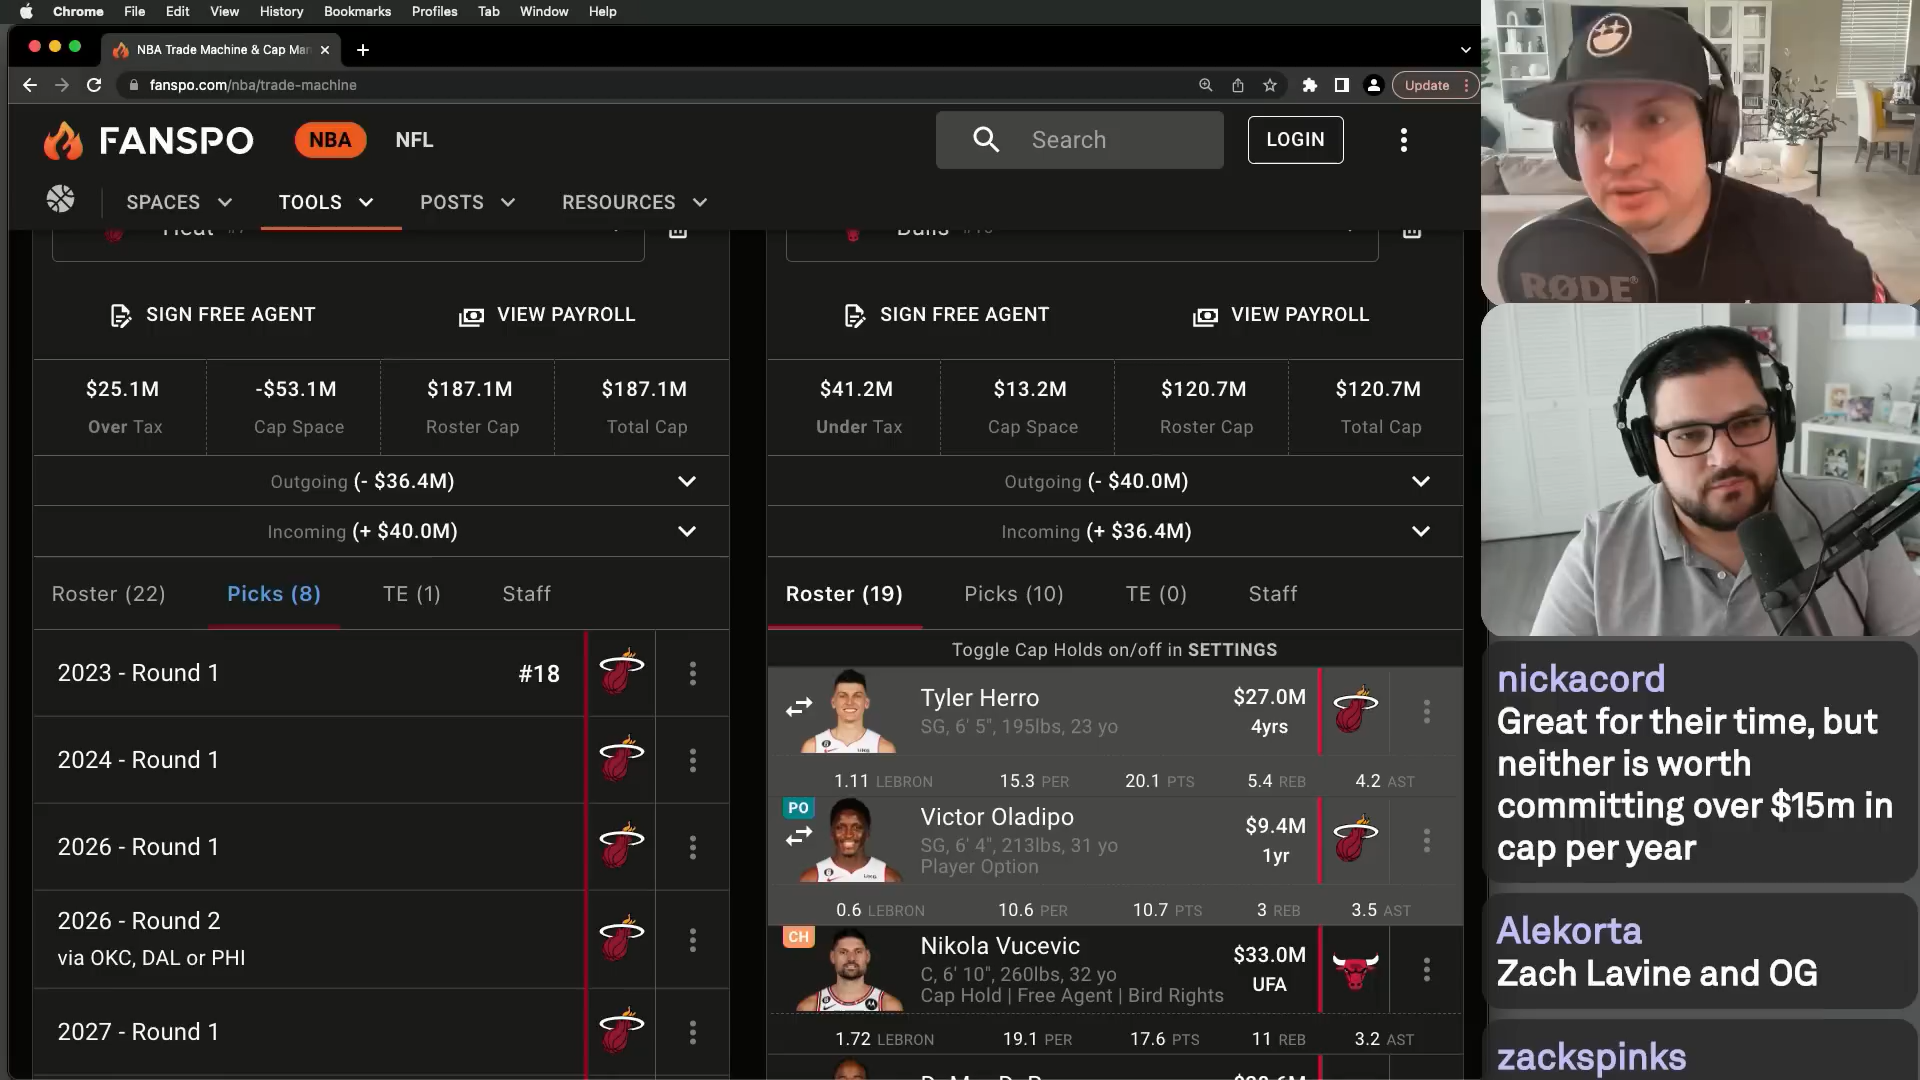 Chrome File Edit View History Bookmarks Profiles Tab Window Help
NBA Trade Machine & Cap Man
fanspo.com/nba/trade-machine
Update
FANSPO NBA NFL
Search
LOGIN
SPACES TOOLS POSTS RESOURCES
Heat #7
SIGN FREE AGENT VIEW PAYROLL
$25.1M -$53.1M $187.1M $187.1M
Over Tax Cap Space Roster Cap Total Cap
Outgoing (- $36.4M)
Incoming (+ $40.0M)
Roster (22) Picks (8) TE (1) Staff
2023 - Round 1 #18
2024 - Round 1
2026 - Round 1
2026 - Round 2
via OKC, DAL or PHI
2027 - Round 1
Bulls
SIGN FREE AGENT VIEW PAYROLL
$41.2M $13.2M $120.7M $120.7M
Under Tax Cap Space Roster Cap Total Cap
Outgoing (- $40.0M)
Incoming (+ $36.4M)
Roster (19) Picks (10) TE (0) Staff
Toggle Cap Holds on/off in SETTINGS
Tyler Herro $27.0M
SG, 6' 5", 195lbs, 23 yo 4yrs
1.11 LEBRON 15.3 PER 20.1 PTS 5.4 REB 4.2 AST
PO
Victor Oladipo $9.4M
SG, 6' 4", 213lbs, 31 yo 1yr
Player Option
0.6 LEBRON 10.6 PER 10.7 PTS 3 REB 3.5 AST
CH
Nikola Vucevic $33.0M
C, 6' 10", 260lbs, 32 yo UFA
Cap Hold | Free Agent | Bird Rights
1.72 LEBRON 19.1 PER 17.6 PTS 11 REB 3.2 AST
RØDE
nickacord
Great for their time, but
neither is worth
committing over $15m in
cap per year
Alekorta
Zach Lavine and OG
zackspinks